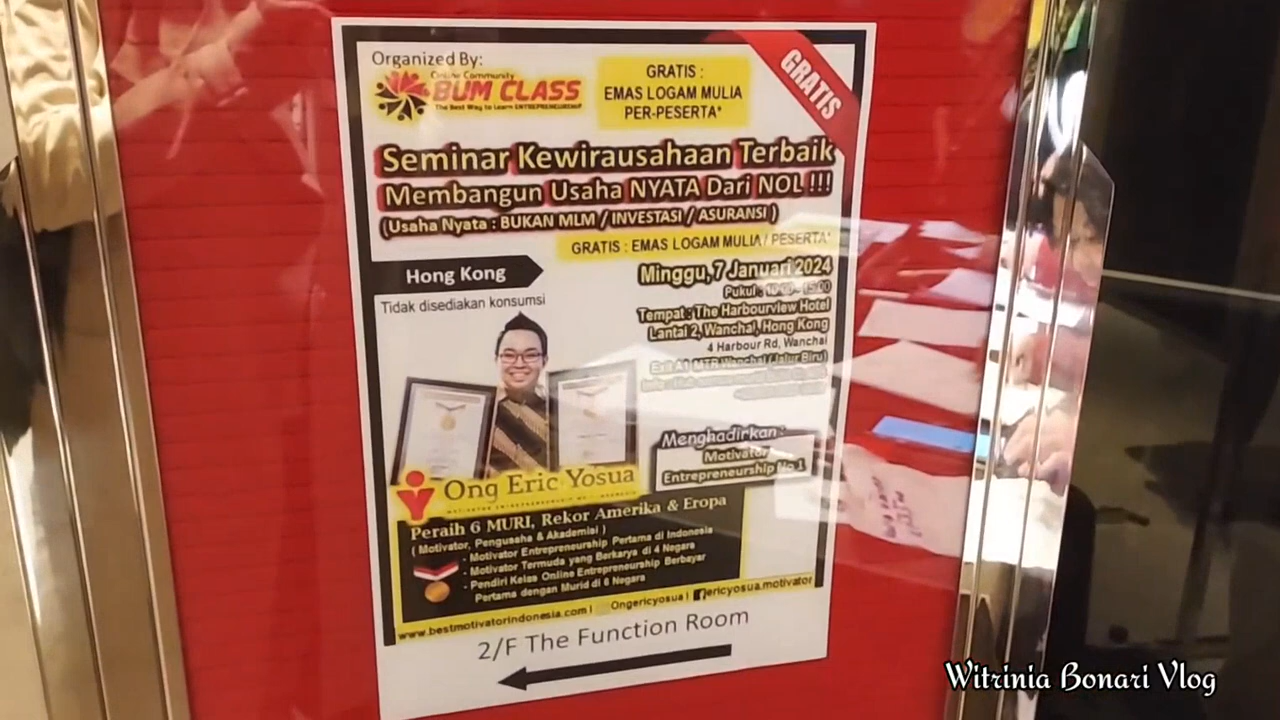 Organized By:
Online Community
BUM CLASS
The Best Way to Learn ENTREPRENEURSHIP
GRATIS :
EMAS LOGAM MULIA
PER-PESERTA*
GRATIS
Seminar Kewirausahaan Terbaik
Membangun Usaha NYATA Dari NOL !!!
(Usaha Nyata : BUKAN MLM / INVESTASI / ASURANSI )
GRATIS : EMAS LOGAM MULIA / PESERTA*
Hong Kong
Tidak disediakan konsumsi
Minggu, 7 Januari 2024
Pukul :
Tempat : The Harbourview Hotel
Lantai 2, Wanchai, Hong Kong
4 Harbour Rd, Wanchai
Exit A1 MTR Wanchai (Jalur Biru)
Menghadirkan :
Motivator
Entrepreneurship No 1
Ong Eric Yosua
Peraih 6 MURI, Rekor Amerika & Eropa
( Motivator, Pengusaha & Akademisi )
- Motivator Entrepreneurship Pertama di Indonesia
- Motivator Termuda yang Berkarya di 4 Negara
- Pendiri Kelas Online Entrepreneurship Berbayar
Pertama dengan Murid di 6 Negara
www.bestmotivatorindonesia.com | Ongericyosua | ericyosua.motivator
2/F The Function Room
Witrinia Bonari Vlog